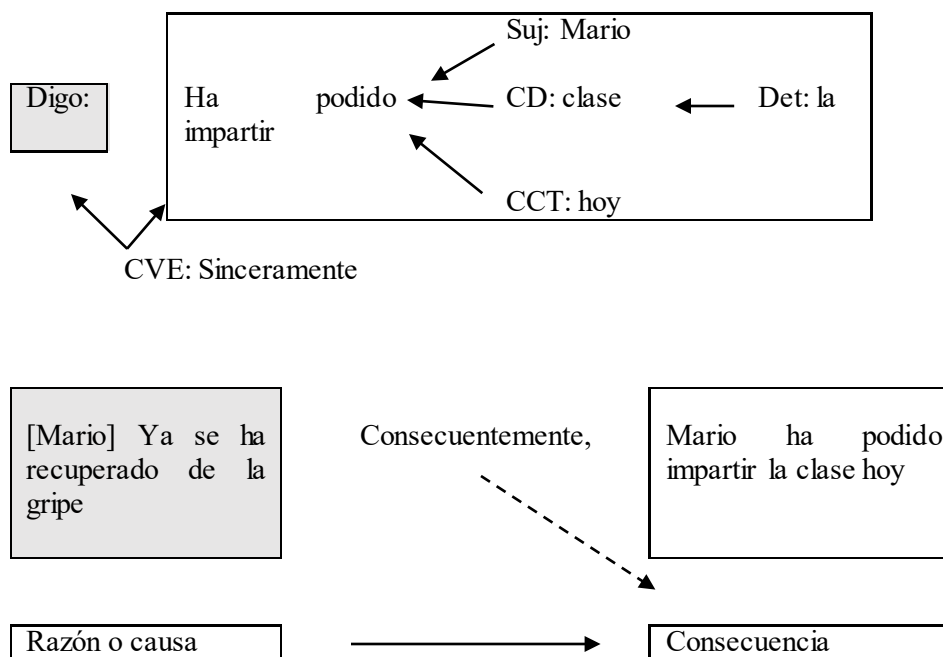 Suj: Mario
Digo:
Ha podido
impartir
CD: clase
Det: la
CCT: hoy
CVE: Sinceramente
[Mario] Ya se ha
recuperado de la
gripe
Consecuentemente,
Mario ha podido
impartir la clase hoy
Razón o causa
Consecuencia